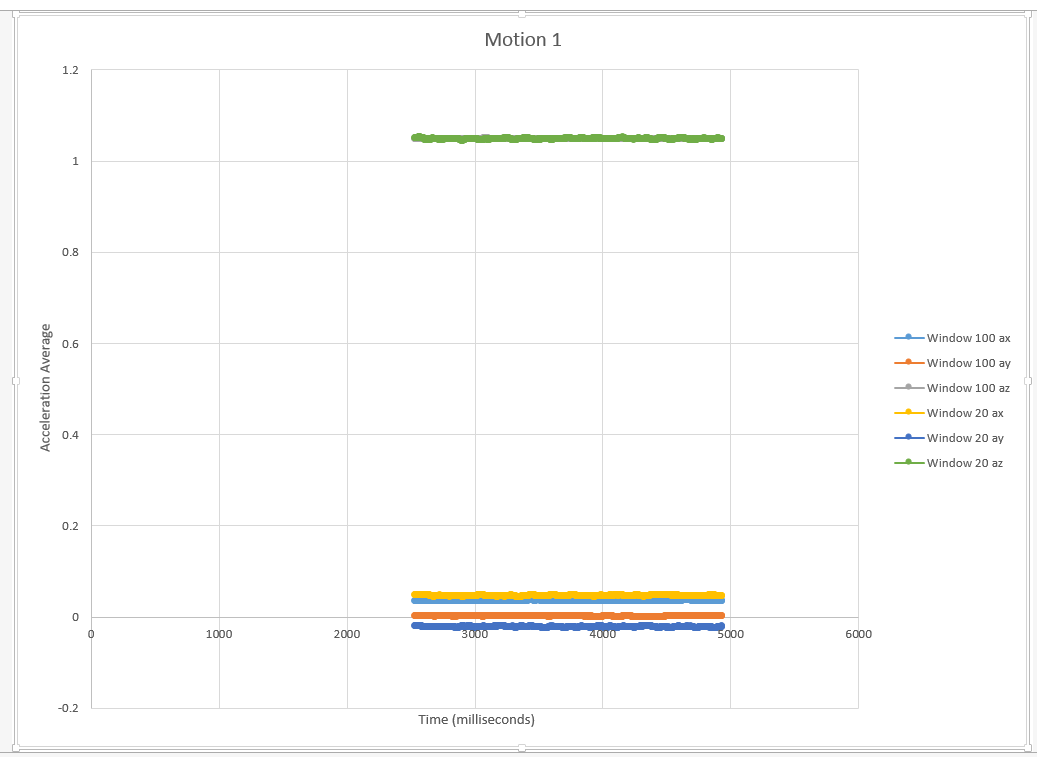 Motion 1
1.2
1
0.8
0.6
0.4
0.2
0
-0.2
Acceleration Average
0 1000 2000 3000 4000 5000 6000
Time (milliseconds)
Window 100 ax
Window 100 ay
Window 100 az
Window 20 ax
Window 20 ay
Window 20 az